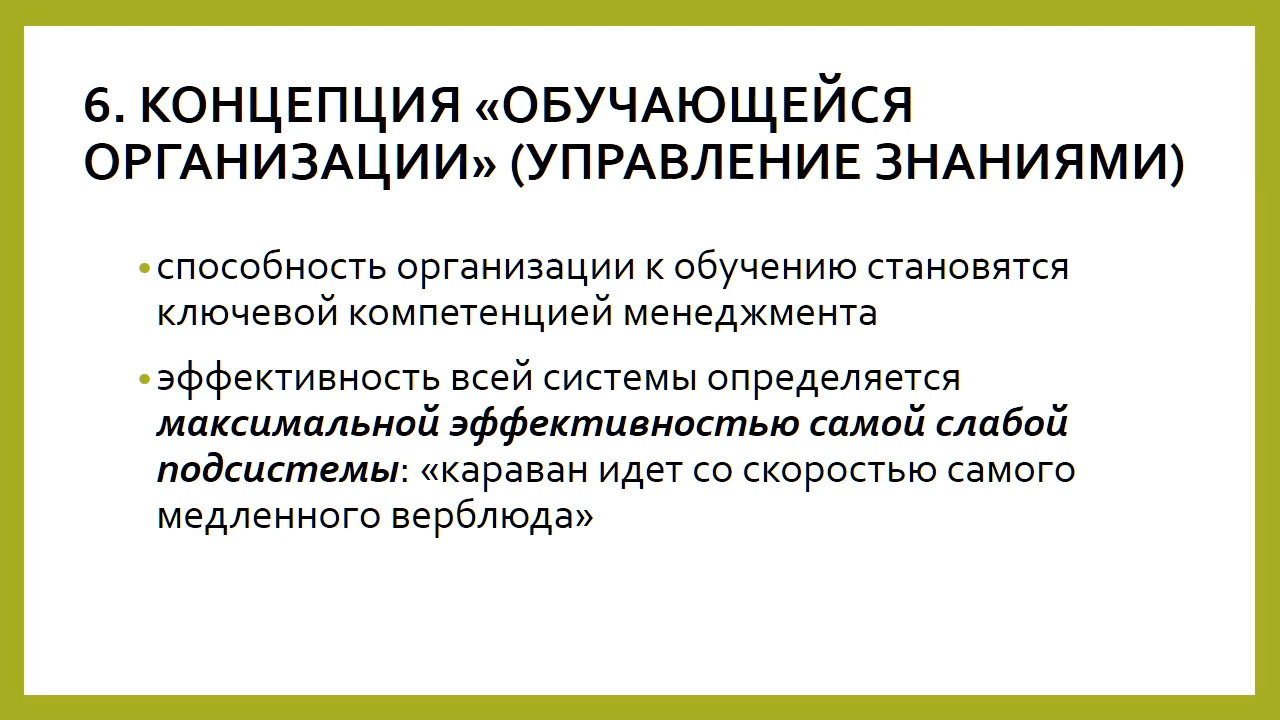 6. КОНЦЕПЦИЯ «ОБУЧАЮЩЕЙСЯ
ОРГАНИЗАЦИИ» (УПРАВЛЕНИЕ ЗНАНИЯМИ)
•способность организации к обучению становятся
ключевой компетенцией менеджмента
•эффективность всей системы определяется
максимальной эффективностью самой слабой
подсистемы: «караван идет со скоростью самого
медленного верблюда»